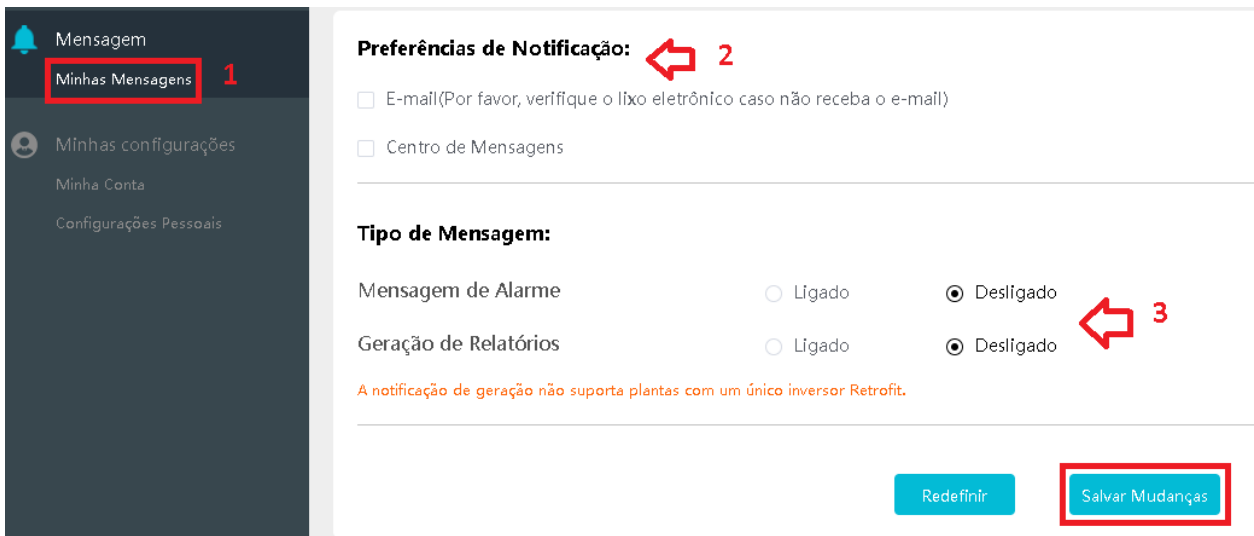 Mensagem
Minhas Mensagens
1
Minhas configurações
Minha Conta
Configurações Pessoais
Preferências de Notificação:
2
E-mail(Por favor, verifique o lixo eletrônico caso não receba o e-mail)
Centro de Mensagens
Tipo de Mensagem:
Mensagem de Alarme Ligado Desligado
3
Geração de Relatórios Ligado Desligado
A notificação de geração não suporta plantas com um único inversor Retrofit.
Redefinir Salvar Mudanças